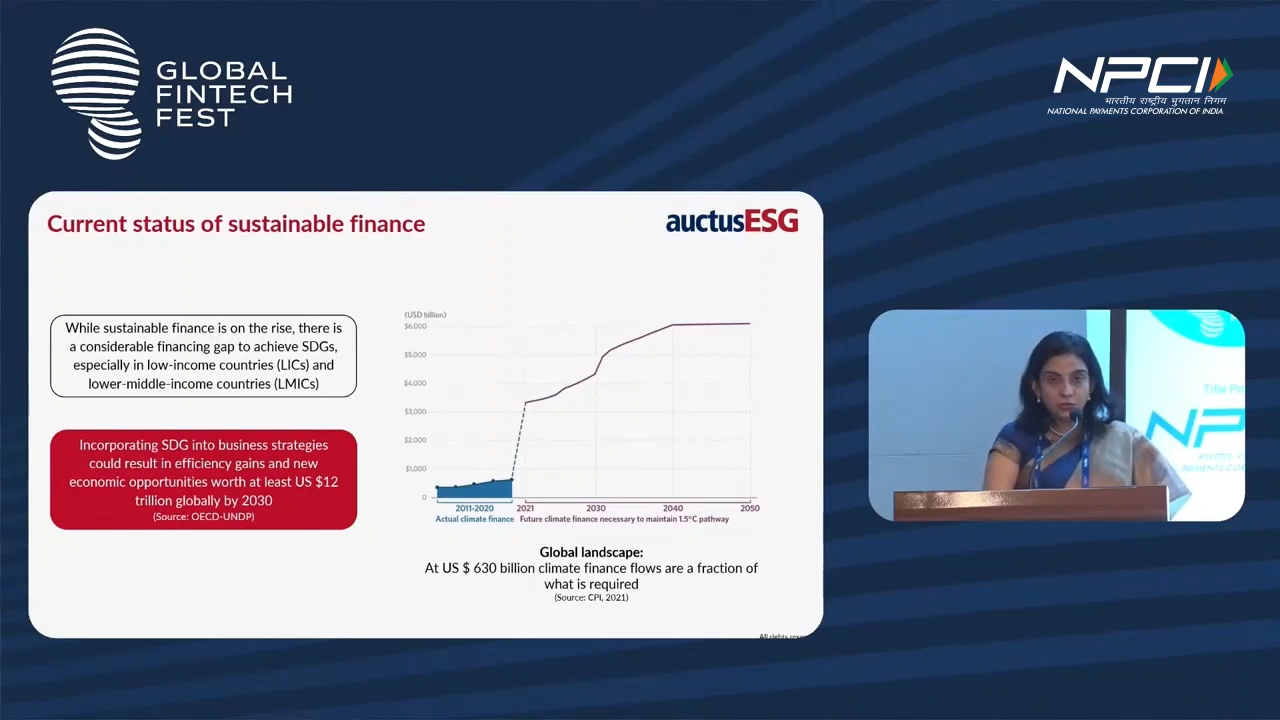 GLOBAL
FINTECH
FEST
NPCI
भारतीय राष्ट्रीय भुगतान निगम
NATIONAL PAYMENTS CORPORATION OF INDIA
Current status of sustainable finance
auctusESG
While sustainable finance is on the rise, there is
a considerable financing gap to achieve SDGs,
especially in low-income countries (LICs) and
lower-middle-income countries (LMICs)
Incorporating SDG into business strategies
could result in efficiency gains and new
economic opportunities worth at least US $12
trillion globally by 2030
(Source: OECD-UNDP)
(USD billion)
$6,000
$5,000
$4,000
$3,000
$2,000
$1,000
0
2011-2020 2021 2030 2040 2050
Actual climate finance Future climate finance necessary to maintain 1.5°C pathway
Global landscape:
At US $ 630 billion climate finance flows are a fraction of
what is required
(Source: CPI, 2021)
All rights
Title
NP